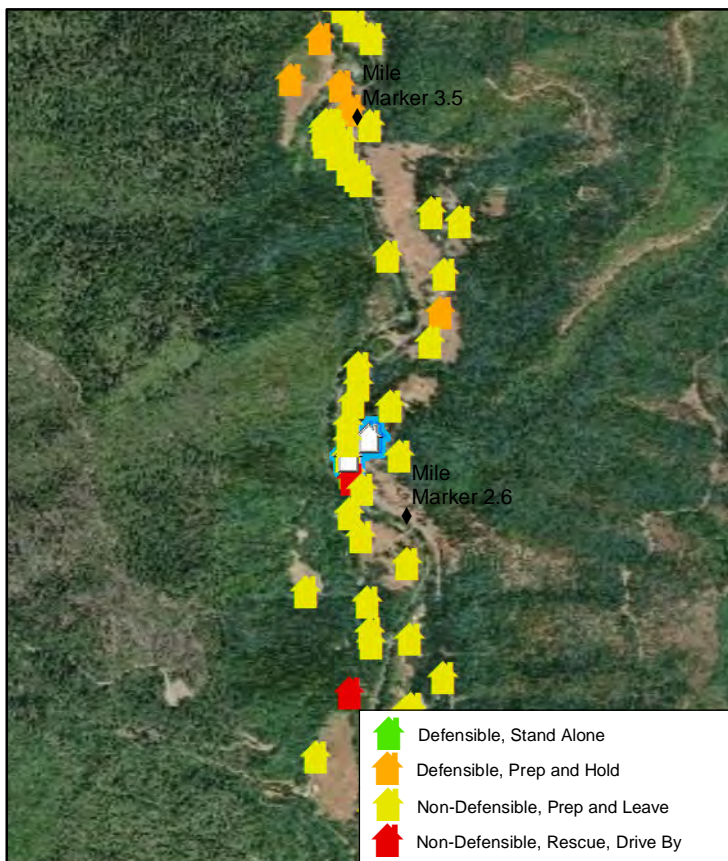 Mile
Marker 3.5
Mile
Marker 2.6
Defensible, Stand Alone
Defensible, Prep and Hold
Non-Defensible, Prep and Leave
Non-Defensible, Rescue, Drive By